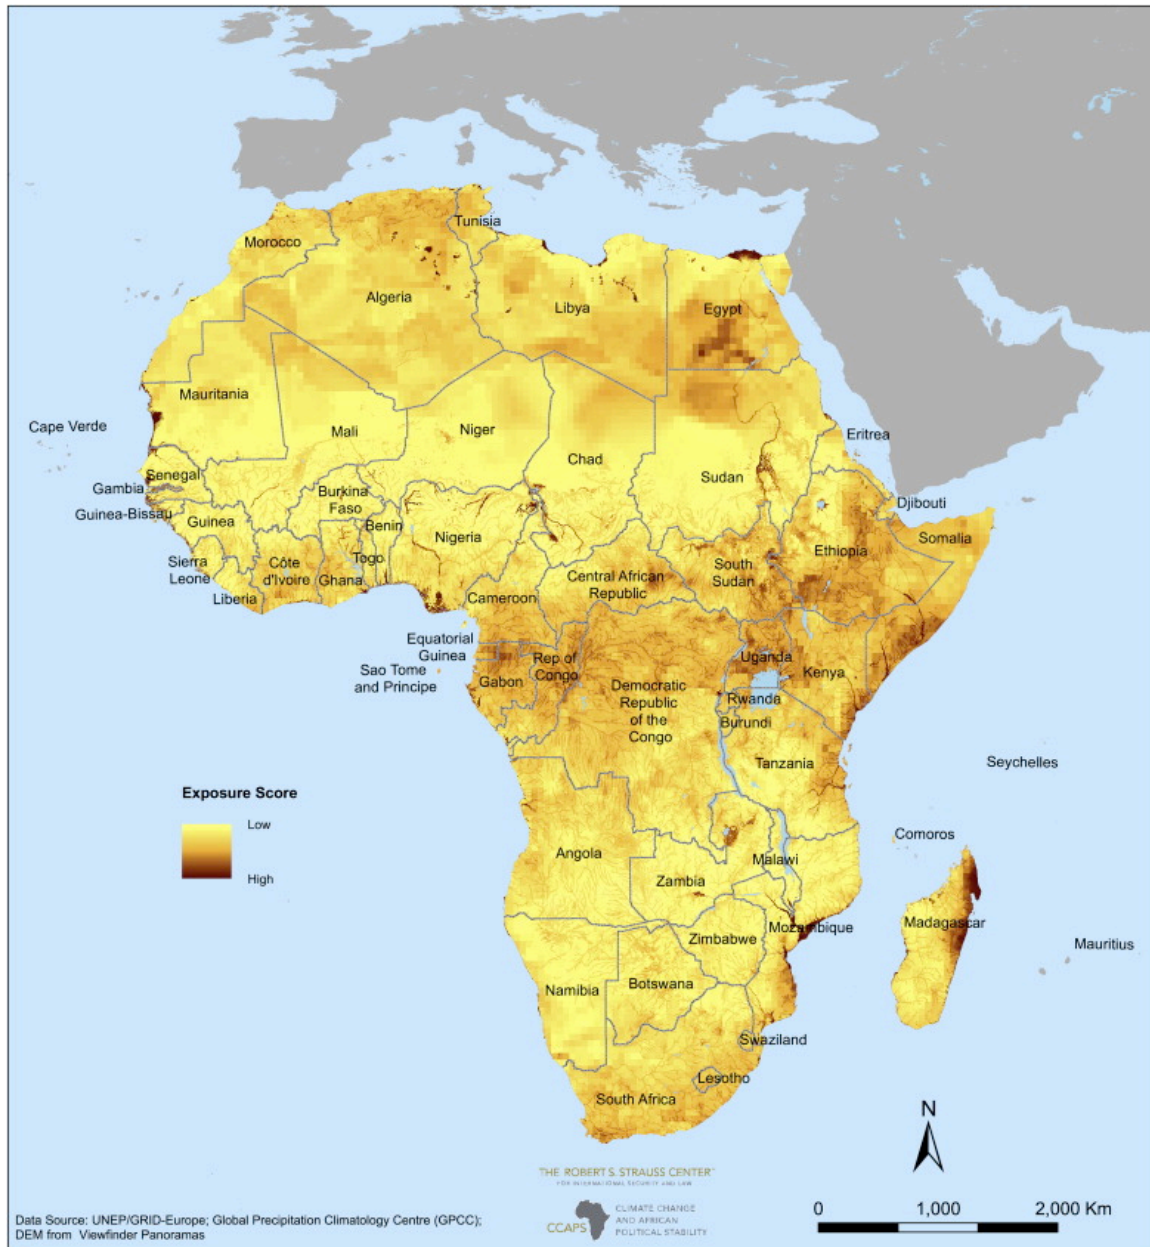 Tunisia
Morocco
Algeria
Libya
Egypt
Mauritania
Cape Verde
Mali
Niger
Chad
Sudan
Eritrea
Senegal
Gambia
Guinea-Bissau
Guinea
Burkina
Faso
Benin
Nigeria
Djibouti
Somalia
Ethiopia
Sierra
Leone
Côte
d'Ivoire
Ghana
Togo
Liberia
Cameroon
Central African
Republic
South
Sudan
Equatorial
Guinea
Sao Tome
and Principe
Gabon
Rep of
Congo
Democratic
Republic
of the
Congo
Uganda
Kenya
Rwanda
Burundi
Tanzania
Seychelles
Exposure Score
Low
High
Comoros
Angola
Zambia
Malawi
Mozambique
Madagascar
Mauritius
Zimbabwe
Namibia
Botswana
Swaziland
Lesotho
South Africa
N
THE ROBERT S. STRAUSS CENTER
FOR INTERNATIONAL SECURITY AND LAW
CCAPS
CLIMATE CHANGE
AND AFRICAN
POLITICAL STABILITY
0 1,000 2,000 Km
Data Source: UNEP/GRID-Europe; Global Precipitation Climatology Centre (GPCC);
DEM from Viewfinder Panoramas